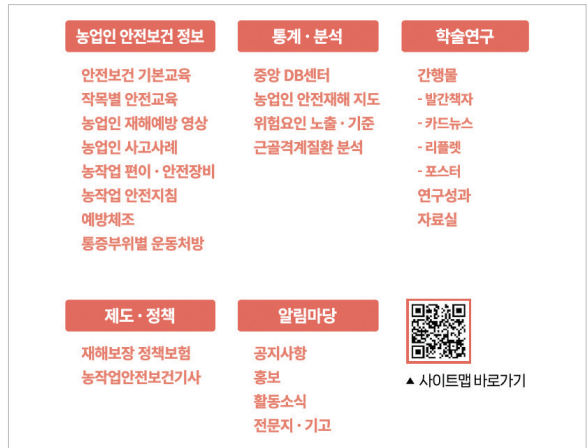 농업인 안전보건 정보
안전보건 기본교육
작목별 안전교육
농업인 재해예방 영상
농업인 사고사례
농작업 편이·안전장비
농작업 안전지침
예방체조
통증부위별 운동처방
통계·분석
중앙 DB센터
농업인 안전재해 지도
위험요인 노출·기준
근골격계질환 분석
학술연구
간행물
- 발간책자
- 카드뉴스
- 리플렛
- 포스터
연구성과
자료실
제도·정책
재해보장 정책보험
농작업안전보건기사
알림마당
공지사항
홍보
활동소식
전문지·기고
▲ 사이트맵 바로가기